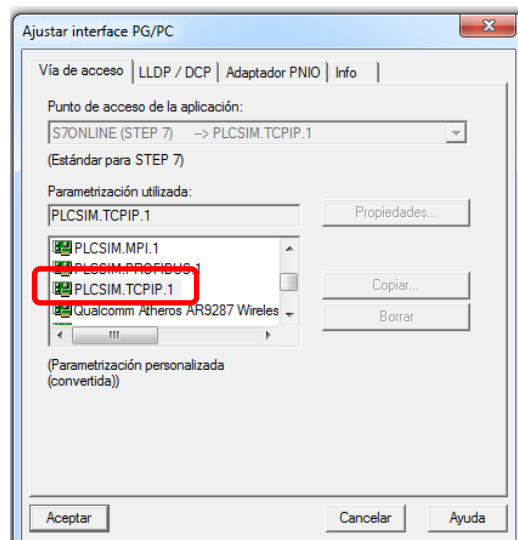 Ajustar interface PG/PC
Vía de acceso LLDP / DCP Adaptador PNIO Info
Punto de acceso de la aplicación:
S7ONLINE (STEP 7) --> PLCSIM.TCPIP.1
(Estándar para STEP 7)
Parametrización utilizada:
PLCSIM.TCPIP.1
Propiedades...
PLCSIM.MPI.1
PLCSIM.PROFIBUS.1
PLCSIM.TCPIP.1
Copiar...
Qualcomm Atheros AR9287 Wireles
Borrar
(Parametrización personalizada
(convertida))
Aceptar Cancelar Ayuda